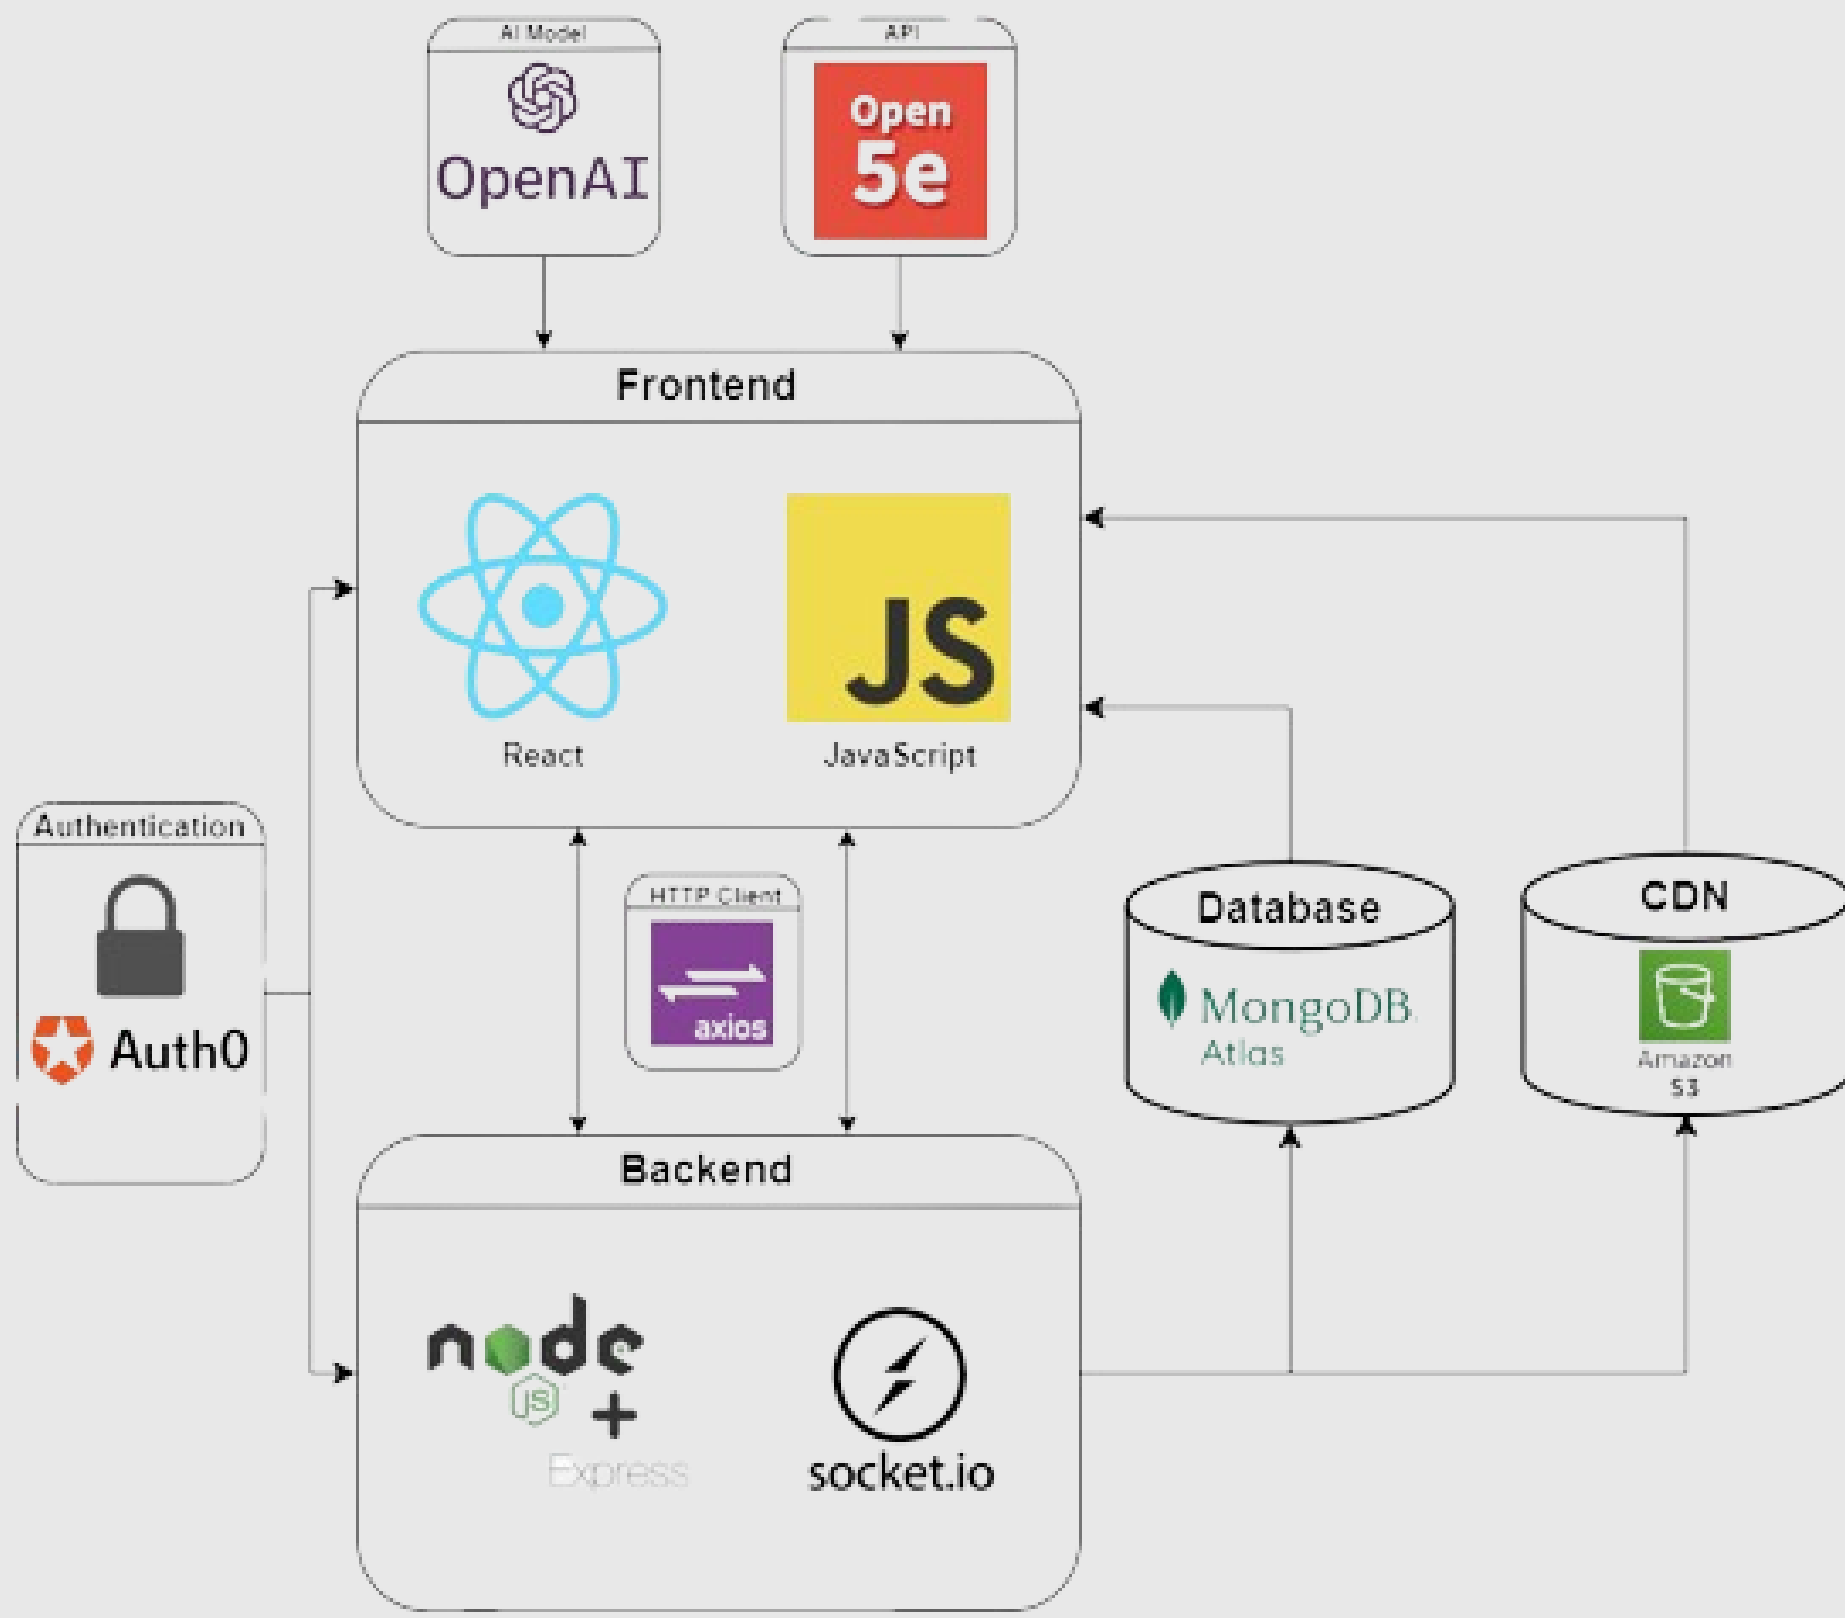 AI Model
OpenAI
API
Open
5e
Frontend
JS
React
JavaScript
Authentication
Auth0
HTTP Client
axios
Database
MongoDB.
Atlas
CDN
Amazon
S3
Backend
node
JS
+
Express
socket.io